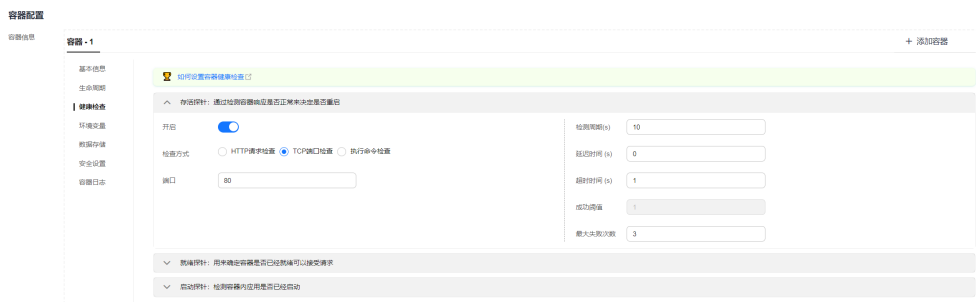 容器配置
容器信息
容器 - 1
+ 添加容器
基本信息
生命周期
健康检查
环境变量
数据存储
安全设置
容器日志
如何设置容器健康检查
存活探针：通过检测容器响应是否正常来决定是否重启
开启
检查方式
HTTP请求检查 TCP端口检查 执行命令检查
端口
80
检测周期(s) 10
延迟时间 (s) 0
超时时间 (s) 1
成功阈值 1
最大失败次数 3
就绪探针：用来确定容器是否已经就绪可以接受请求
启动探针：检测容器内应用是否已经启动